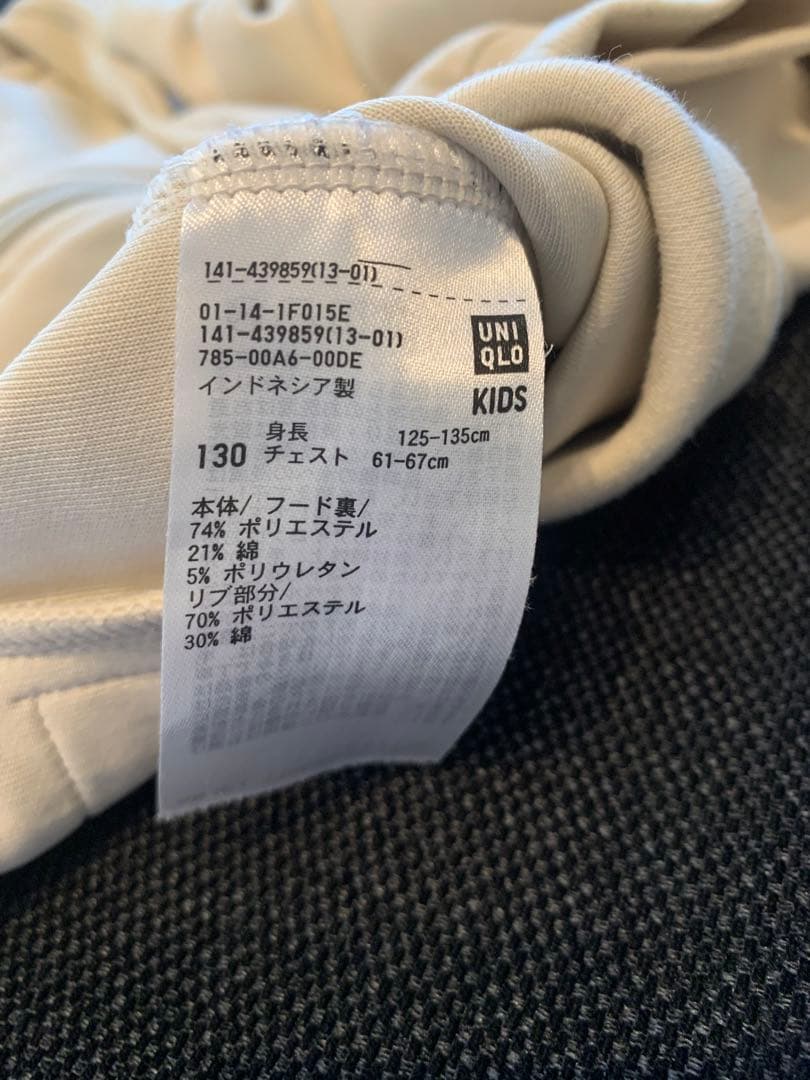 141-439859(13-01)
01-14-1F015E
141-439859(13-01)
785-00A6-00DE
インドネシア製
UNI
QLO
KIDS
130
身長 125-135cm
チェスト 61-67cm
本体/ フード裏/
74% ポリエステル
21% 綿
5% ポリウレタン
リブ部分/
70% ポリエステル
30% 綿